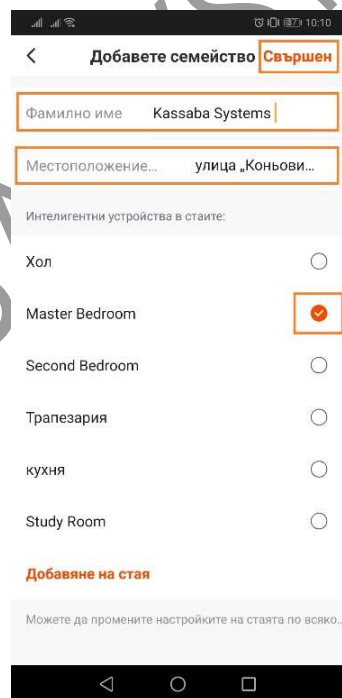 10:10
Добавете семейство Свършен
Фамилно име Kassaba Systems
Местоположение... улица „Коньови...
Интелигентни устройства в стаите:
Хол
Master Bedroom
Second Bedroom
Трапезария
кухня
Study Room
Добавяне на стая
Можете да промените настройките на стаята по всяко..